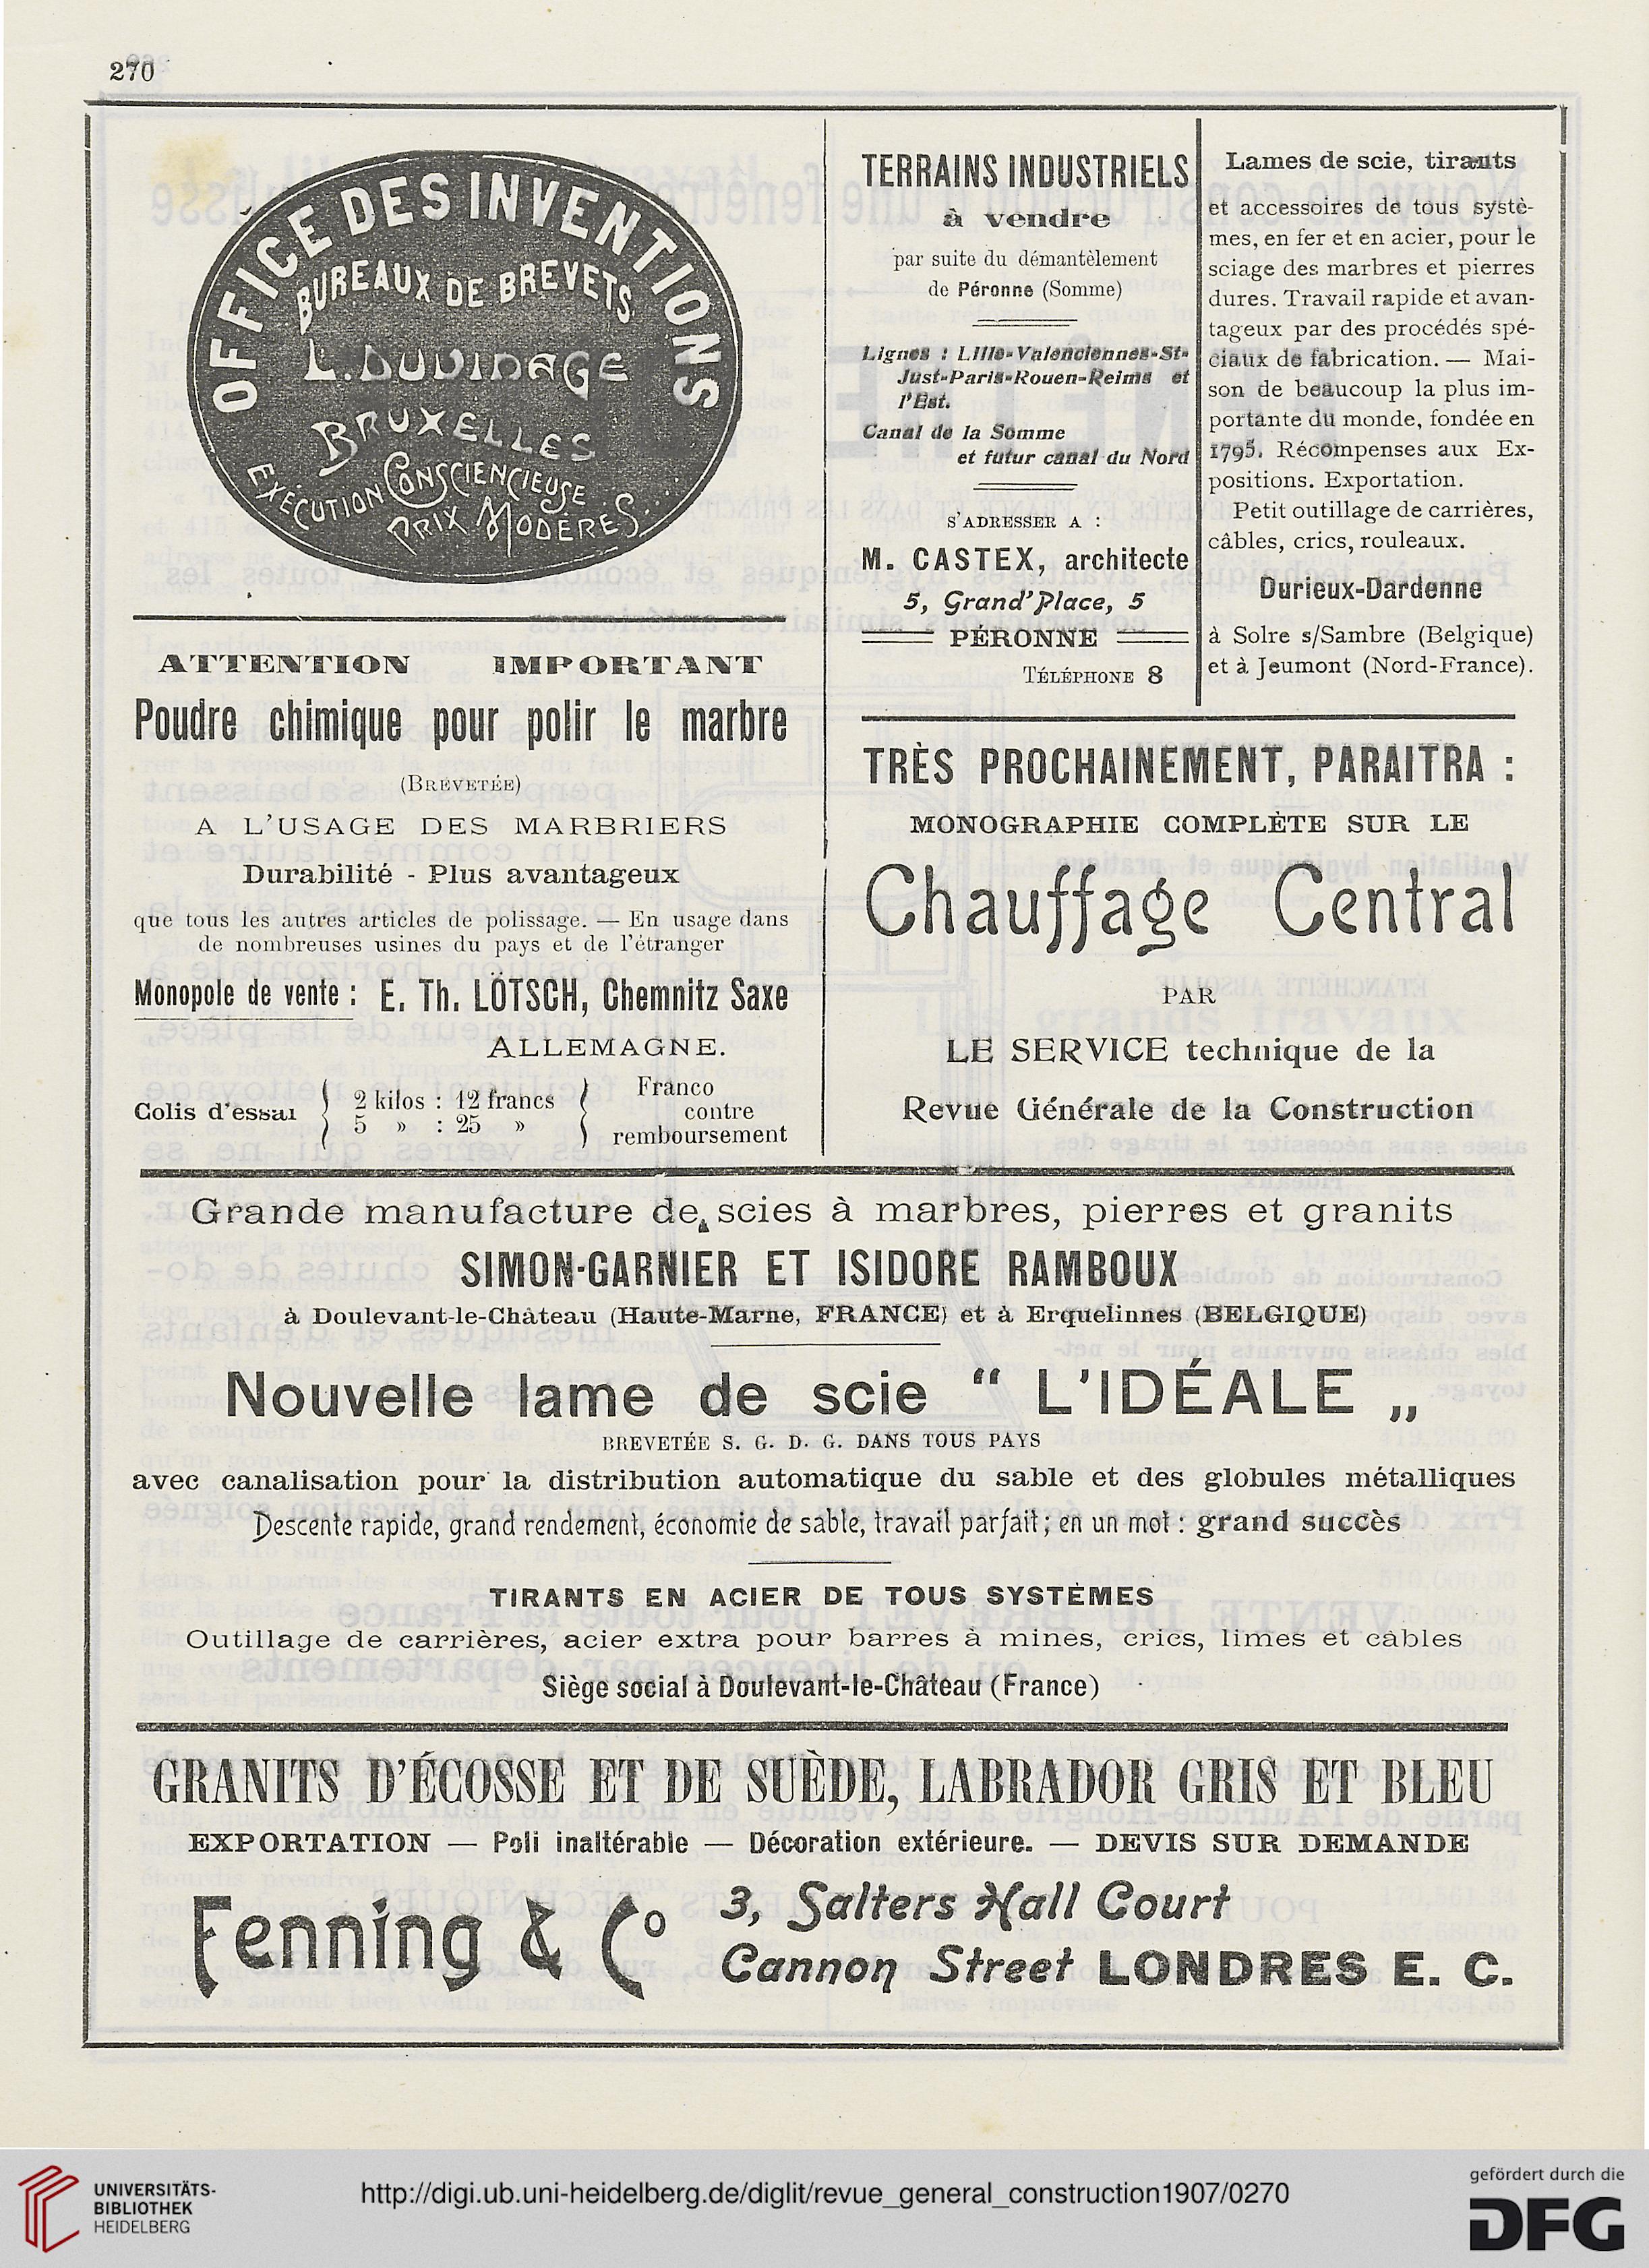 270
OFFICE DES INVENTIONS
BUREAUX DE BREVETS
L. DUVINAGE
BRUXELLES
EXÉCUTION CONSCIENCIEUSE
PRIX MODÉRÉS....
ATTENTION IMPORTANT
Poudre chimique pour polir le marbre
(BREVETÉE)
A L'USAGE DES MARBRIERS
Durabilité - Plus avantageux
que tous les autres articles de polissage. — En usage dans
de nombreuses usines du pays et de l'étranger
Monopole de vente : E. Th. LÖTSCH, Chemnitz Saxe
ALLEMAGNE.
Colis d'essai { 2 kilos : 12 francs } Franco
5 » : 25 » contre
remboursement
TERRAINS INDUSTRIELS
à vendre
par suite du démantèlement
de Péronne (Somme)
Lignes : Lille-Valenciennes-St-
Just-Paris-Rouen-Reims et
l'Est.
Canal de la Somme
et futur canal du Nord
S'ADRESSER A :
M. CASTEX, architecte
5, Grand'Place, 5
PÉRONNE
TÉLÉPHONE 8
Lames de scie, tirants
et accessoires de tous systè-
mes, en fer et en acier, pour le
sciage des marbres et pierres
dures. Travail rapide et avan-
tageux par des procédés spé-
ciaux de fabrication. — Mai-
son de beaucoup la plus im-
portante du monde, fondée en
1795. Récompenses aux Ex-
positions. Exportation.
Petit outillage de carrières,
câbles, crics, rouleaux.
Durieux-Dardenne
à Solre s/Sambre (Belgique)
et à Jeumont (Nord-France).
TRÈS PROCHAINEMENT, PARAITRA :
MONOGRAPHIE COMPLÈTE SUR LE
Chauffage Central
PAR
LE SERVICE technique de la
Revue Générale de la Construction
Grande manufacture de scies à marbres, pierres et granits
SIMON-GARNIER ET ISIDORE RAMBOUX
à Doulevant-le-Château (Haute-Marne, FRANCE) et à Erquelinnes (BELGIQUE)
Nouvelle lame de scie “ L'IDÉALE „
BREVETÉE S. G. D. G. DANS TOUS PAYS
avec canalisation pour la distribution automatique du sable et des globules métalliques
Descente rapide, grand rendement, économie de sable, travail parfait ; en un mot : grand succès
TIRANTS EN ACIER DE TOUS SYSTÈMES
Outillage de carrières, acier extra pour barres à mines, crics, limes et câbles
Siège social à Doulevant-le-Château (France)
GRANITS D'ÉCOSSE ET DE SUÈDE, LABRADOR GRIS ET BLEU
EXPORTATION — Poli inaltérable — Décoration extérieure. — DEVIS SUR DEMANDE
Fenning & Cº 3, Salters Hall Court
Cannon Street LONDRES E. C.
UNIVERSITÄTS-
BIBLIOTHEK
HEIDELBERG
http://digi.ub.uni-heidelberg.de/diglit/revue_general_construction1907/0270
gefördert durch die
DFG